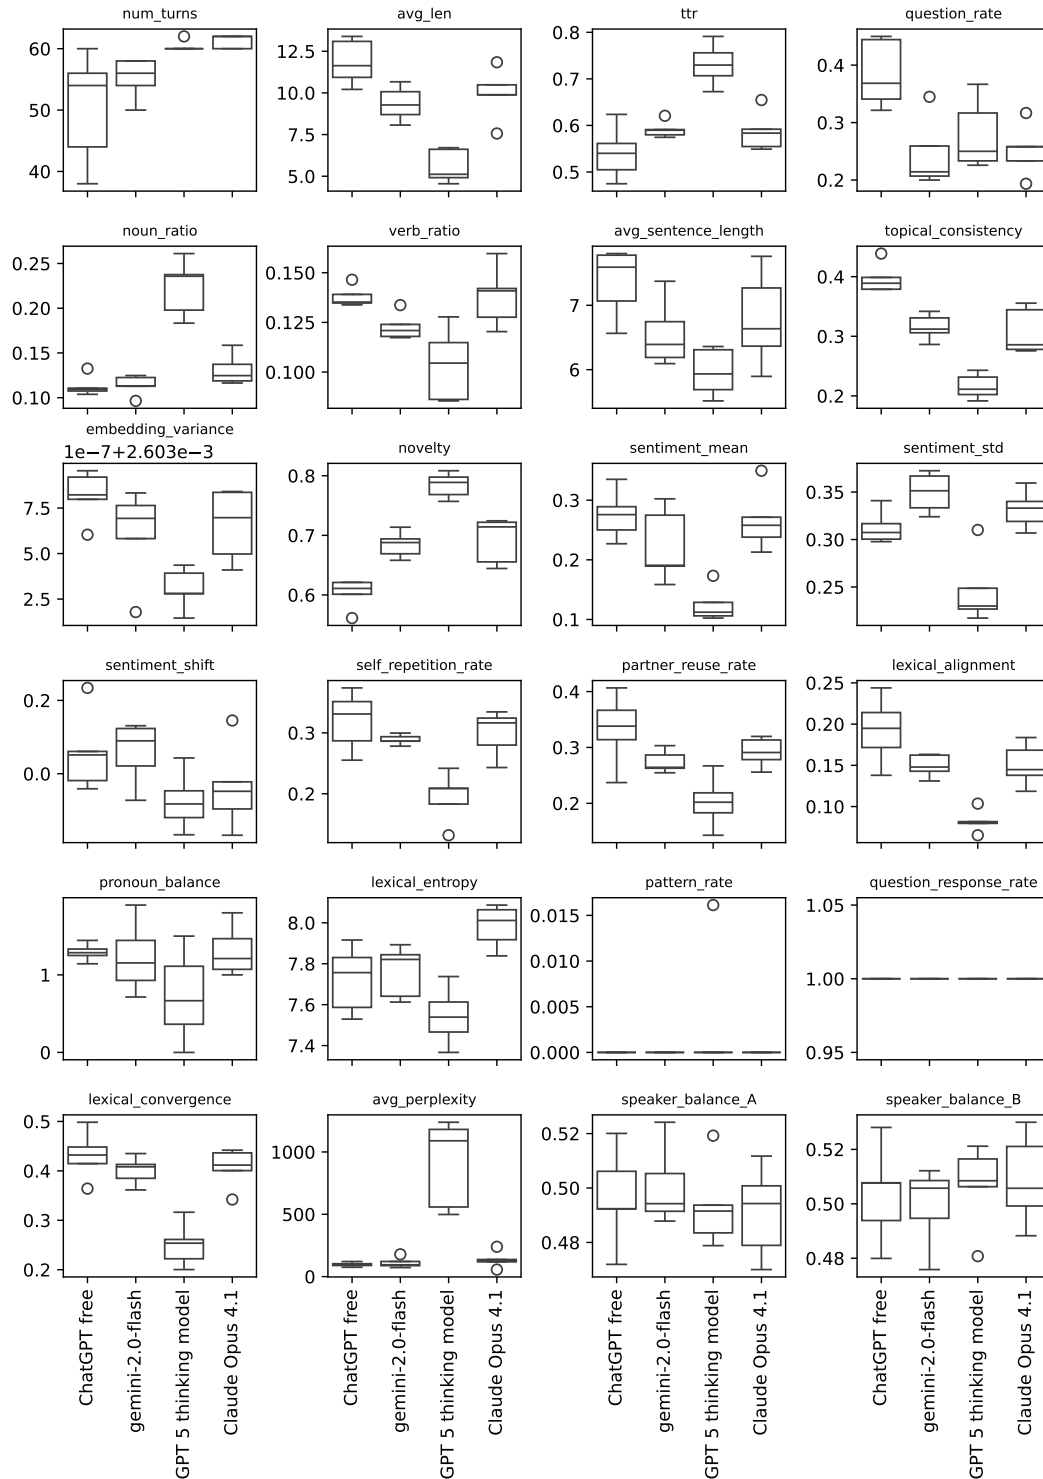 num_turns
avg_len
ttr
question_rate
60
50
40
12.5
10.0
7.5
5.0
0.8
0.7
0.6
0.5
0.4
0.3
0.2
noun_ratio
verb_ratio
avg_sentence_length
topical_consistency
0.25
0.20
0.15
0.10
0.150
0.125
0.100
7
6
0.4
0.3
0.2
embedding_variance
1e−7+2.603e−3
novelty
sentiment_mean
sentiment_std
7.5
5.0
2.5
0.8
0.7
0.6
0.3
0.2
0.1
0.35
0.30
0.25
sentiment_shift
self_repetition_rate
partner_reuse_rate
lexical_alignment
0.2
0.0
0.3
0.2
0.4
0.3
0.2
0.25
0.20
0.15
0.10
pronoun_balance
lexical_entropy
pattern_rate
question_response_rate
1
0
8.0
7.8
7.6
7.4
0.015
0.010
0.005
0.000
1.05
1.00
0.95
lexical_convergence
avg_perplexity
speaker_balance_A
speaker_balance_B
0.5
0.4
0.3
0.2
1000
500
0
0.52
0.50
0.48
0.52
0.50
0.48
ChatGPT free
gemini-2.0-flash
GPT 5 thinking model
Claude Opus 4.1
ChatGPT free
gemini-2.0-flash
GPT 5 thinking model
Claude Opus 4.1
ChatGPT free
gemini-2.0-flash
GPT 5 thinking model
Claude Opus 4.1
ChatGPT free
gemini-2.0-flash
GPT 5 thinking model
Claude Opus 4.1